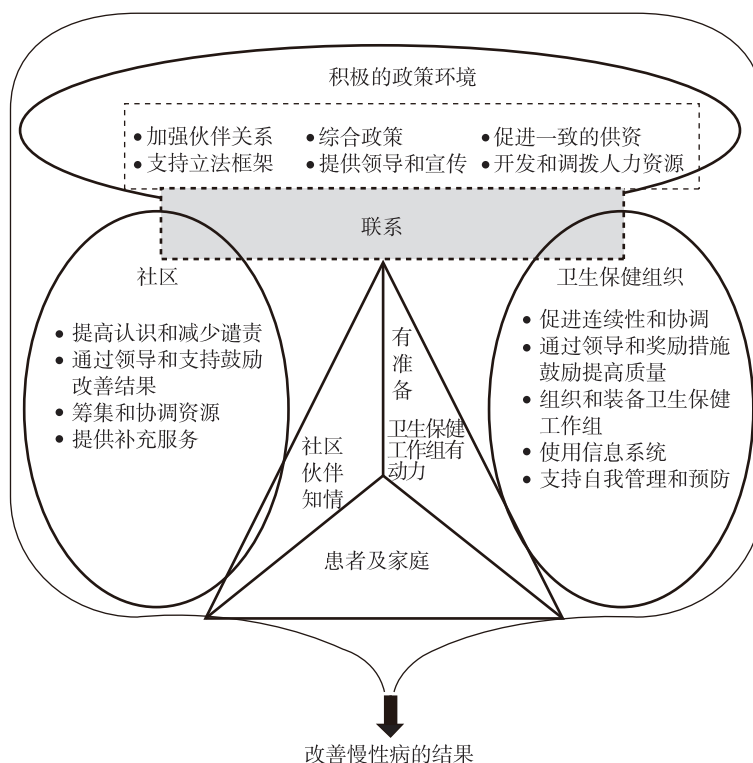 积极的政策环境
●加强伙伴关系 ●综合政策 ●促进一致的供资
●支持立法框架 ●提供领导和宣传 ●开发和调拨人力资源
联系
社区
● 提高认识和减少谴责
● 通过领导和支持鼓励
改善结果
● 筹集和协调资源
● 提供补充服务
社区
伙伴
知情
有
准
备
卫生保健
工作组有
动力
患者及家庭
卫生保健组织
● 促进连续性和协调
● 通过领导和奖励措施
鼓励提高质量
● 组织和装备卫生保健
工作组
● 使用信息系统
● 支持自我管理和预防
改善慢性病的结果